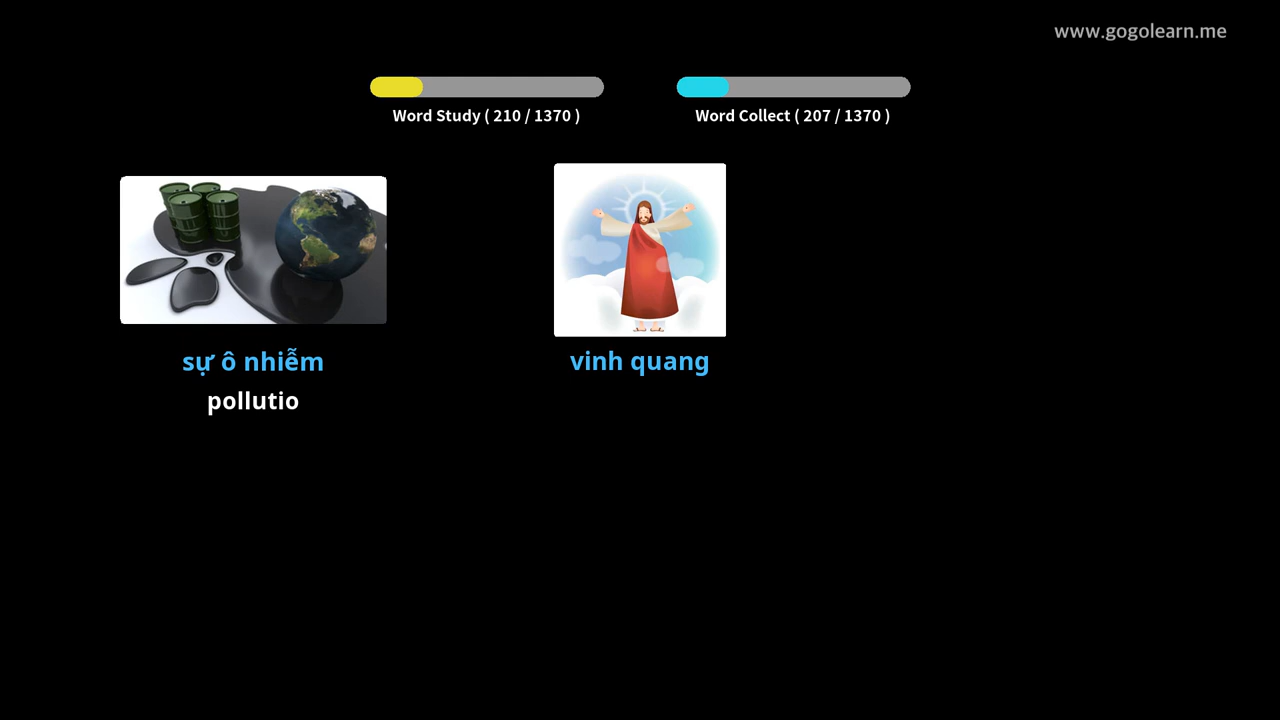 www.gogolearn.me
Word Study ( 210 / 1370 )
Word Collect ( 207 / 1370 )
sự ô nhiễm
pollutio
vinh quang